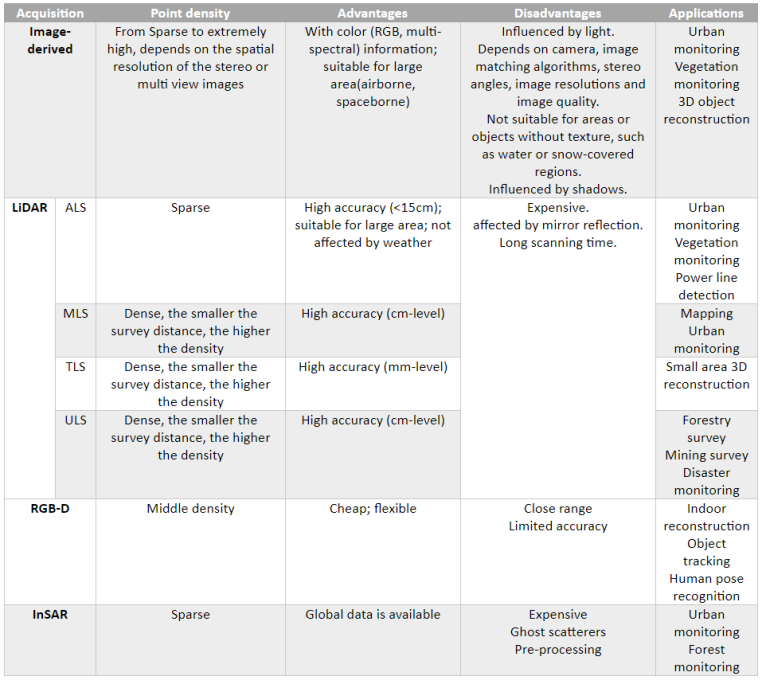 Acquisition Point density Advantages Disadvantages Applications
Image-derived
From Sparse to extremely
high, depends on the spatial
resolution of the stereo or
multi view images
With color (RGB, multi-
spectral) information;
suitable for large
area(airborne,
spaceborne)
Influenced by light.
Depends on camera, image
matching algorithms, stereo
angles, image resolutions and
image quality.
Not suitable for areas or
objects without texture, such
as water or snow-covered
regions.
Influenced by shadows.
Urban
monitoring
Vegetation
monitoring
3D object
reconstruction
LiDAR
ALS
Sparse
High accuracy (<15cm);
suitable for large area; not
affected by weather
Expensive.
affected by mirror reflection.
Long scanning time.
Urban
monitoring
Vegetation
monitoring
Power line
detection
MLS
Dense, the smaller the
survey distance, the higher
the density
High accuracy (cm-level)
Mapping
Urban
monitoring
TLS
Dense, the smaller the
survey distance, the higher
the density
High accuracy (mm-level)
Small area 3D
reconstruction
ULS
Dense, the smaller the
survey distance, the higher
the density
High accuracy (cm-level)
Forestry
survey
Mining survey
Disaster
monitoring
RGB-D
Middle density
Cheap; flexible
Close range
Limited accuracy
Indoor
reconstruction
Object
tracking
Human pose
recognition
InSAR
Sparse
Global data is available
Expensive
Ghost scatterers
Pre-processing
Urban
monitoring
Forest
monitoring